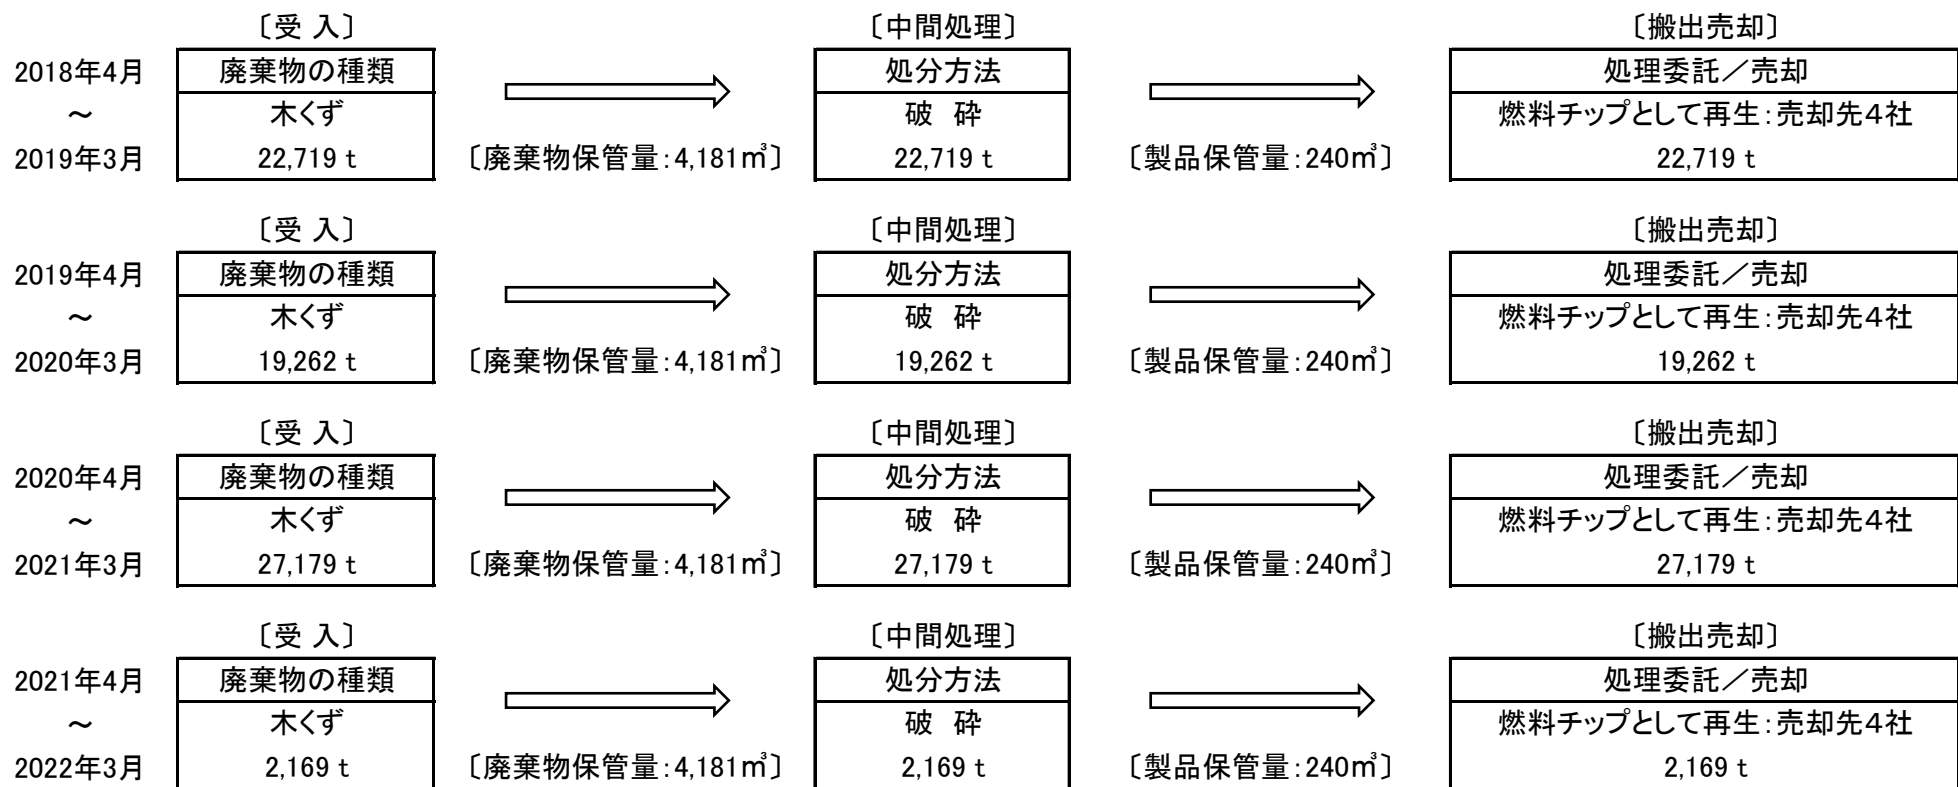 〔受 入〕 〔中間処理〕 〔搬出売却〕
2018年4月 廃棄物の種類 処分方法 処理委託／売却
～ 木くず 破 砕 燃料チップとして再生：売却先４社
2019年3月 22,719 t 〔廃棄物保管量：4,181㎥〕 22,719 t 〔製品保管量：240㎥〕 22,719 t
〔受 入〕 〔中間処理〕 〔搬出売却〕
2019年4月 廃棄物の種類 処分方法 処理委託／売却
～ 木くず 破 砕 燃料チップとして再生：売却先４社
2020年3月 19,262 t 〔廃棄物保管量：4,181㎥〕 19,262 t 〔製品保管量：240㎥〕 19,262 t
〔受 入〕 〔中間処理〕 〔搬出売却〕
2020年4月 廃棄物の種類 処分方法 処理委託／売却
～ 木くず 破 砕 燃料チップとして再生：売却先４社
2021年3月 27,179 t 〔廃棄物保管量：4,181㎥〕 27,179 t 〔製品保管量：240㎥〕 27,179 t
〔受 入〕 〔中間処理〕 〔搬出売却〕
2021年4月 廃棄物の種類 処分方法 処理委託／売却
～ 木くず 破 砕 燃料チップとして再生：売却先４社
2022年3月 2,169 t 〔廃棄物保管量：4,181㎥〕 2,169 t 〔製品保管量：240㎥〕 2,169 t